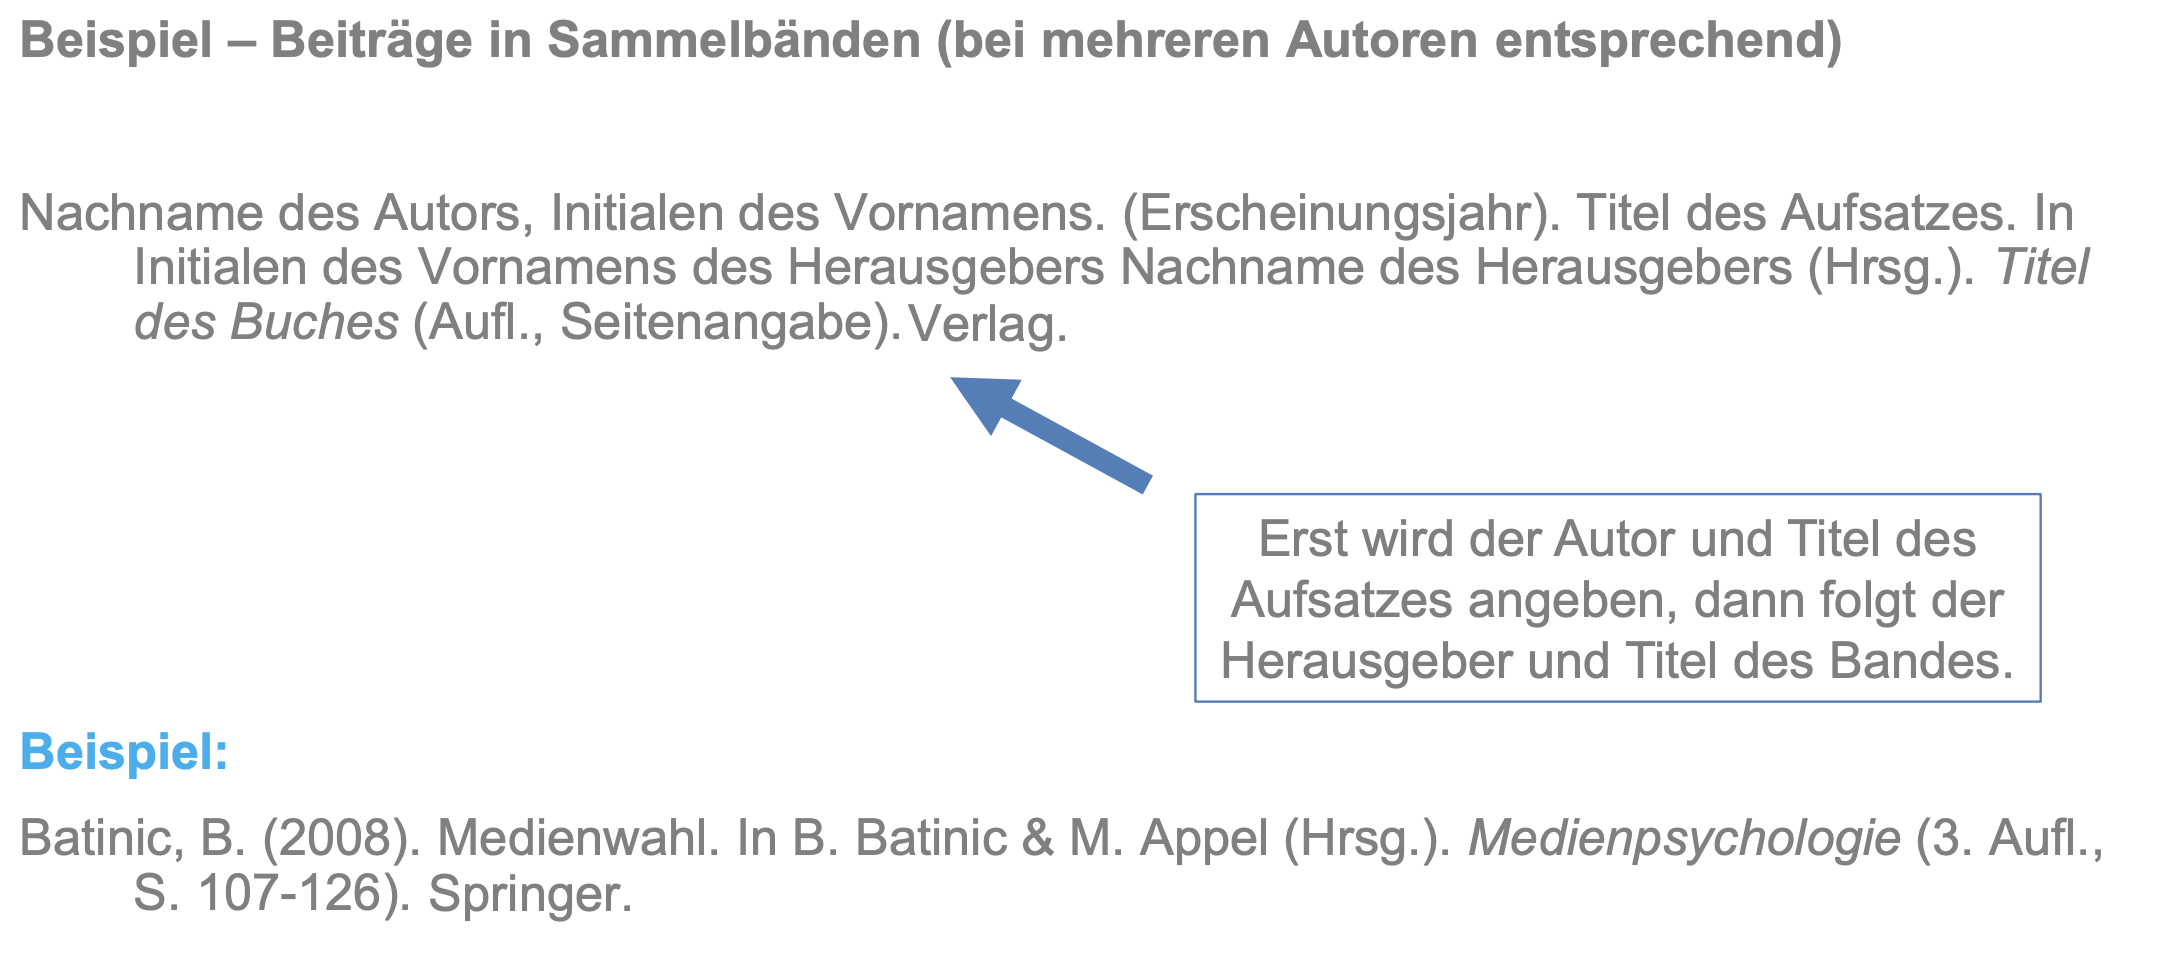 Beispiel – Beiträge in Sammelbänden (bei mehreren Autoren entsprechend)
Nachname des Autors, Initialen des Vornamens. (Erscheinungsjahr). Titel des Aufsatzes. In
Initialen des Vornamens des Herausgebers Nachname des Herausgebers (Hrsg.). Titel
des Buches (Aufl., Seitenangabe). Verlag.
Erst wird der Autor und Titel des
Aufsatzes angeben, dann folgt der
Herausgeber und Titel des Bandes.
Beispiel:
Batinic, B. (2008). Medienwahl. In B. Batinic & M. Appel (Hrsg.). Medienpsychologie (3. Aufl.,
S. 107-126). Springer.